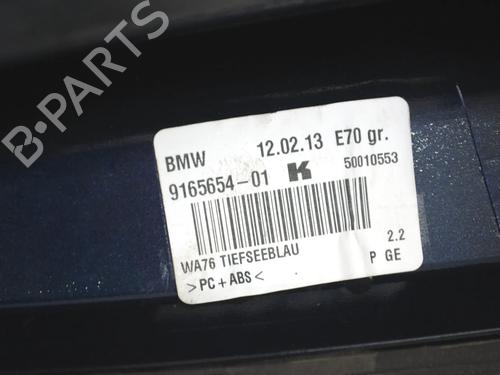 BMW 12.02.13 E70 gr.
9165654-01 K 50010553
WA76 TIEFSEEBLAU 2.2
>PC+ABS< P GE
B-PARTS